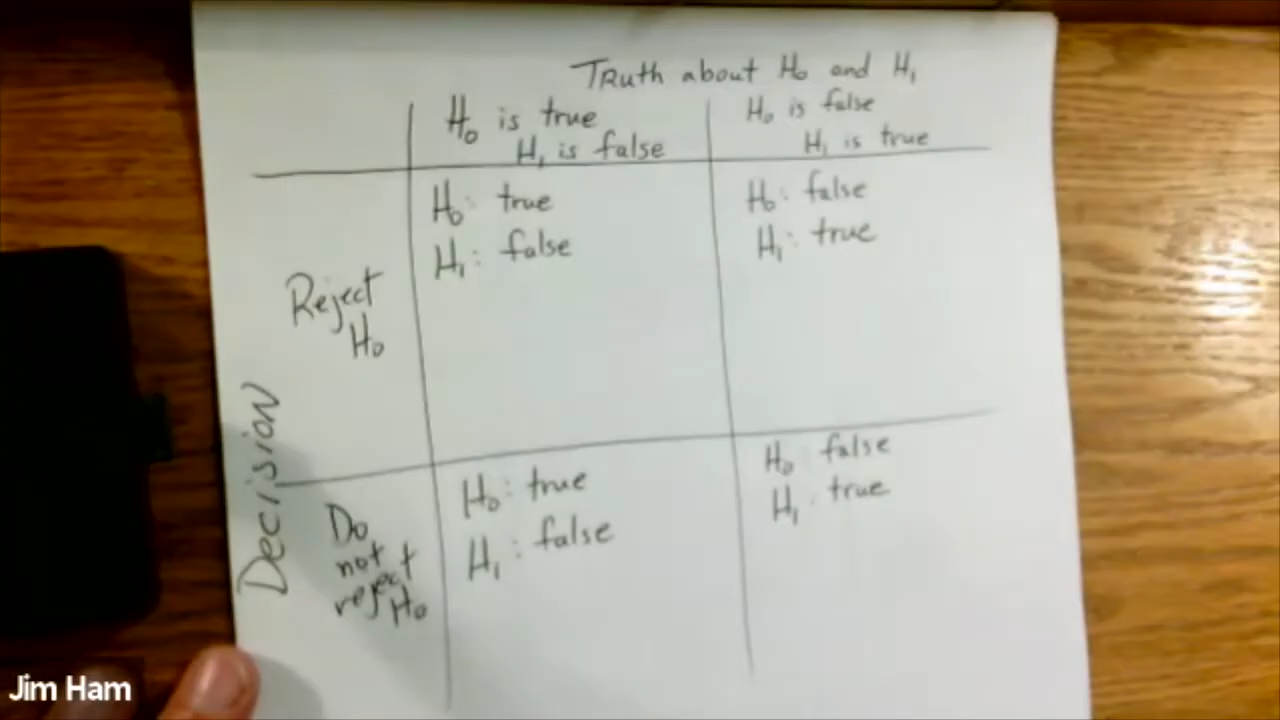 Truth about H₀ and H₁
H₀ is true
H₁ is false
H₀ is false
H₁ is true
Reject
H₀
H₀: true
H₁: false
H₀: false
H₁: true
Decision
Do
not
reject
H₀
H₀: true
H₁: false
H₀: false
H₁: true
Jim Ham